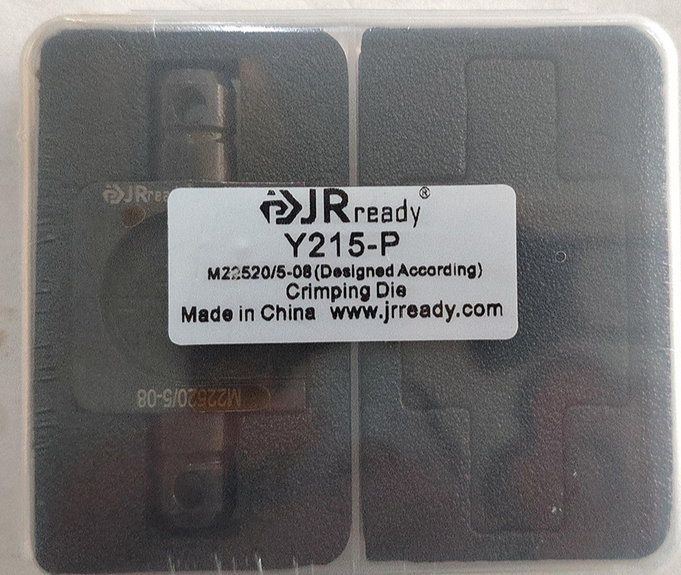 JRready
JRready®
Y215-P
M22520/5-08(Designed According)
Crimping Die
Made in China www.jrready.com
M22520/5-08